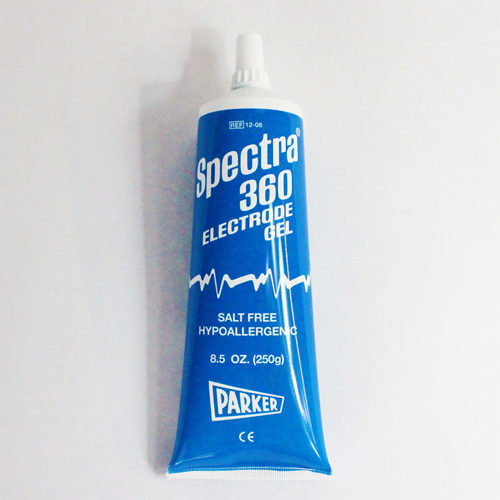 REF 12-08
Spectra®
360
ELECTRODE
GEL
SALT FREE
HYPOALLERGENIC
8.5 OZ. (250g)
PARKER
CE